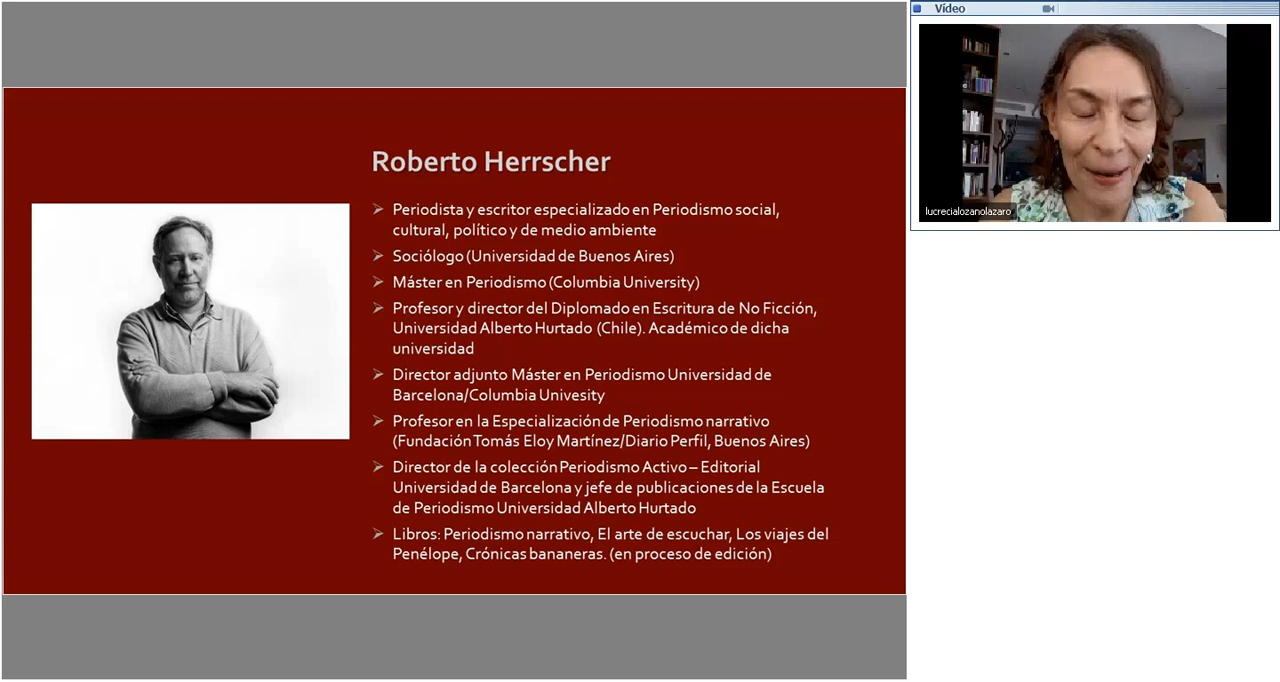 Vídeo
lucrecialozanolazaro
Roberto Herrscher
Periodista y escritor especializado en Periodismo social,
cultural, político y de medio ambiente
Sociólogo (Universidad de Buenos Aires)
Máster en Periodismo (Columbia University)
Profesor y director del Diplomado en Escritura de No Ficción,
Universidad Alberto Hurtado (Chile). Académico de dicha
universidad
Director adjunto Máster en Periodismo Universidad de
Barcelona/Columbia Univesity
Profesor en la Especialización de Periodismo narrativo
(Fundación Tomás Eloy Martínez/Diario Perfil, Buenos Aires)
Director de la colección Periodismo Activo – Editorial
Universidad de Barcelona y jefe de publicaciones de la Escuela
de Periodismo Universidad Alberto Hurtado
Libros: Periodismo narrativo, El arte de escuchar, Los viajes del
Penélope, Crónicas bananeras. (en proceso de edición)